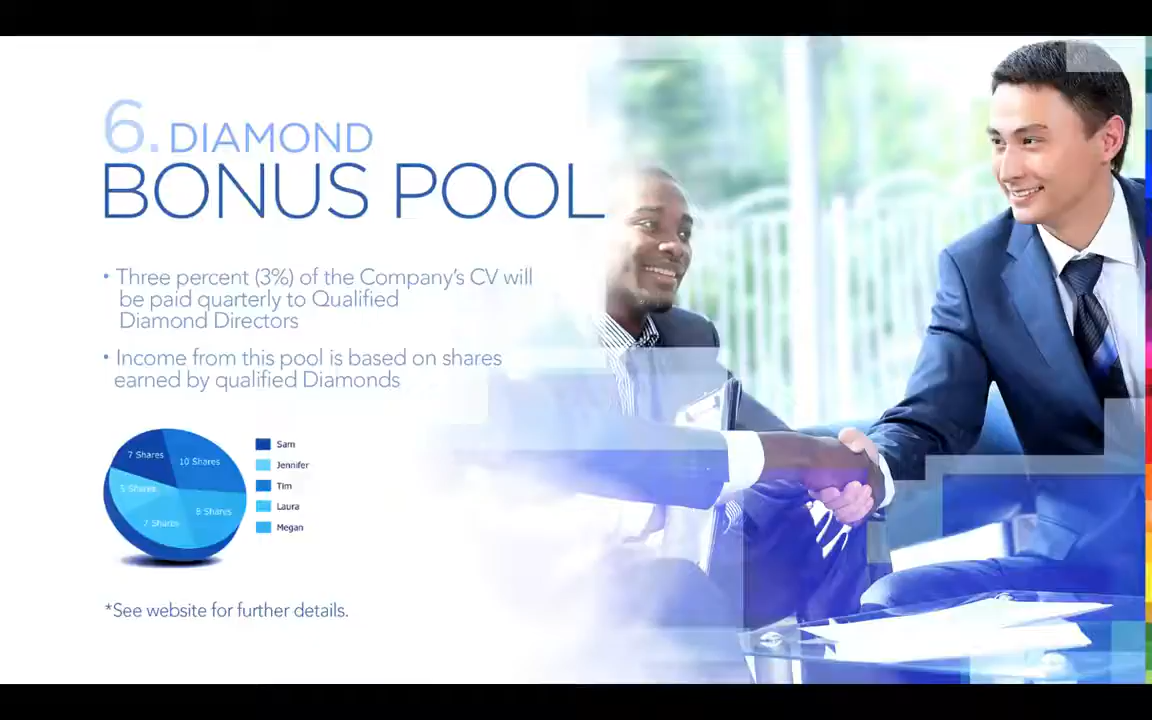 6. DIAMOND
BONUS POOL
• Three percent (3%) of the Company's CV will
be paid quarterly to Qualified
Diamond Directors
• Income from this pool is based on shares
earned by qualified Diamonds
7 Shares
10 Shares
5 Shares
8 Shares
7 Shares
Sam
Jennifer
Tim
Laura
Megan
*See website for further details.